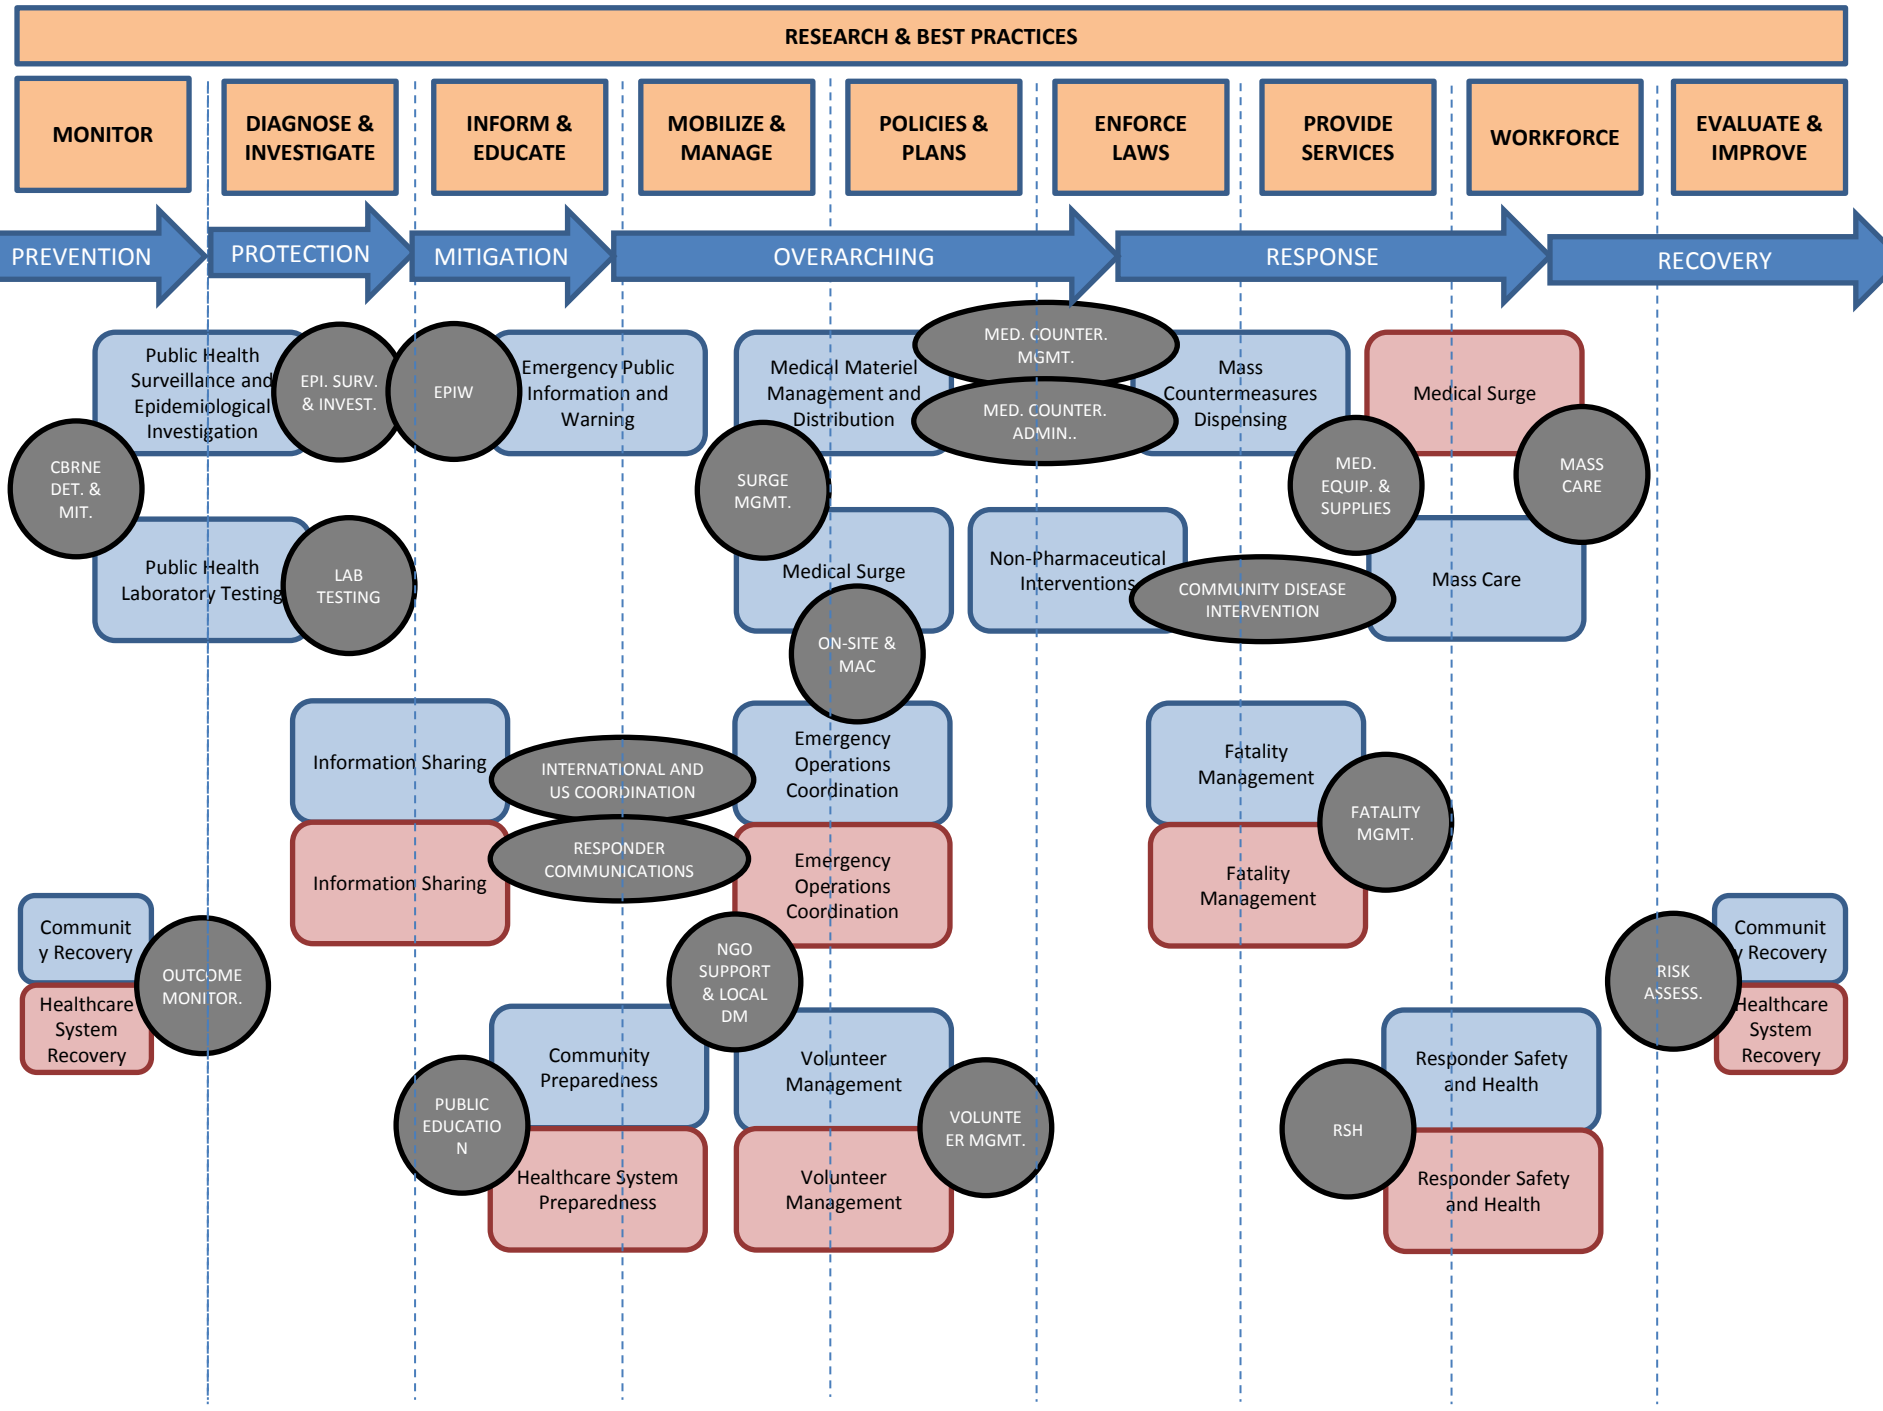 RESEARCH & BEST PRACTICES
MONITOR
DIAGNOSE &
INVESTIGATE
INFORM &
EDUCATE
MOBILIZE &
MANAGE
POLICIES &
PLANS
ENFORCE
LAWS
PROVIDE
SERVICES
WORKFORCE
EVALUATE &
IMPROVE
PREVENTION
PROTECTION
MITIGATION
OVERARCHING
RESPONSE
RECOVERY
Public Health
Surveillance and
Epidemiological
Investigation
EPI. SURV.
& INVEST.
EPIW
Emergency Public
Information and
Warning
Medical Materiel
Management and
Distribution
MED. COUNTER.
MGMT.
MED. COUNTER.
ADMIN..
Mass
Countermeasures
Dispensing
Medical Surge
CBRNE
DET. &
MIT.
SURGE
MGMT.
MED.
EQUIP. &
SUPPLIES
MASS
CARE
Public Health
Laboratory Testing
LAB
TESTING
Medical Surge
Non-Pharmaceutical
Interventions
COMMUNITY DISEASE
INTERVENTION
Mass Care
ON-SITE &
MAC
Information Sharing
INTERNATIONAL AND
US COORDINATION
Emergency
Operations
Coordination
Fatality
Management
FATALITY
MGMT.
Information Sharing
RESPONDER
COMMUNICATIONS
Emergency
Operations
Coordination
Fatality
Management
Communit
y Recovery
OUTCOME
MONITOR.
Healthcare
System
Recovery
NGO
SUPPORT
& LOCAL
DM
RISK
ASSESS.
Communit
y Recovery
Healthcare
System
Recovery
Community
Preparedness
Volunteer
Management
Responder Safety
and Health
PUBLIC
EDUCATIO
N
VOLUNTE
ER MGMT.
RSH
Healthcare System
Preparedness
Volunteer
Management
Responder Safety
and Health